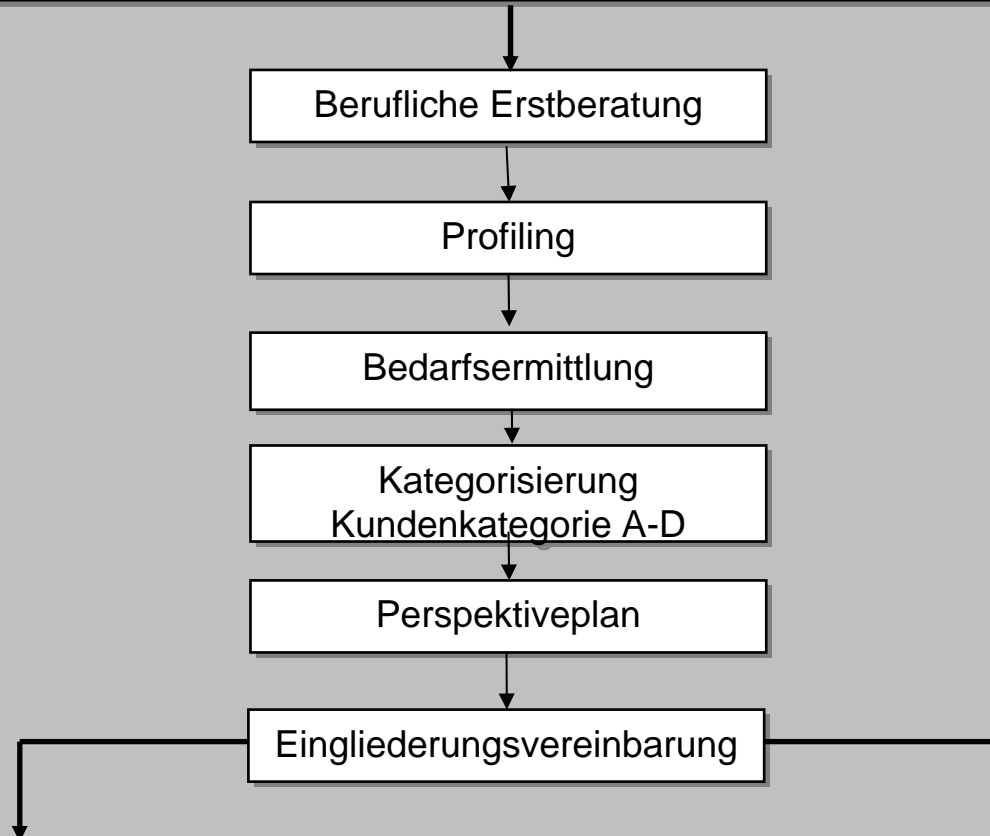 Berufliche Erstberatung
Profiling
Bedarfsermittlung
Kategorisierung
Kundenkategorie A-D
Perspektiveplan
Eingliederungsvereinbarung